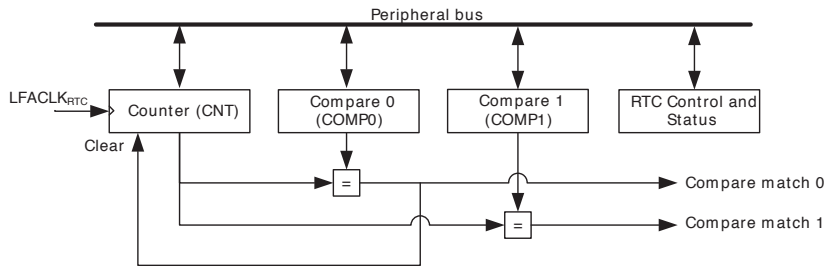 Peripheral bus
LFACLKRTC
Counter (CNT)
Compare 0
(COMP0)
Compare 1
(COMP1)
RTC Control and
Status
Clear
=
Compare match 0
=
Compare match 1